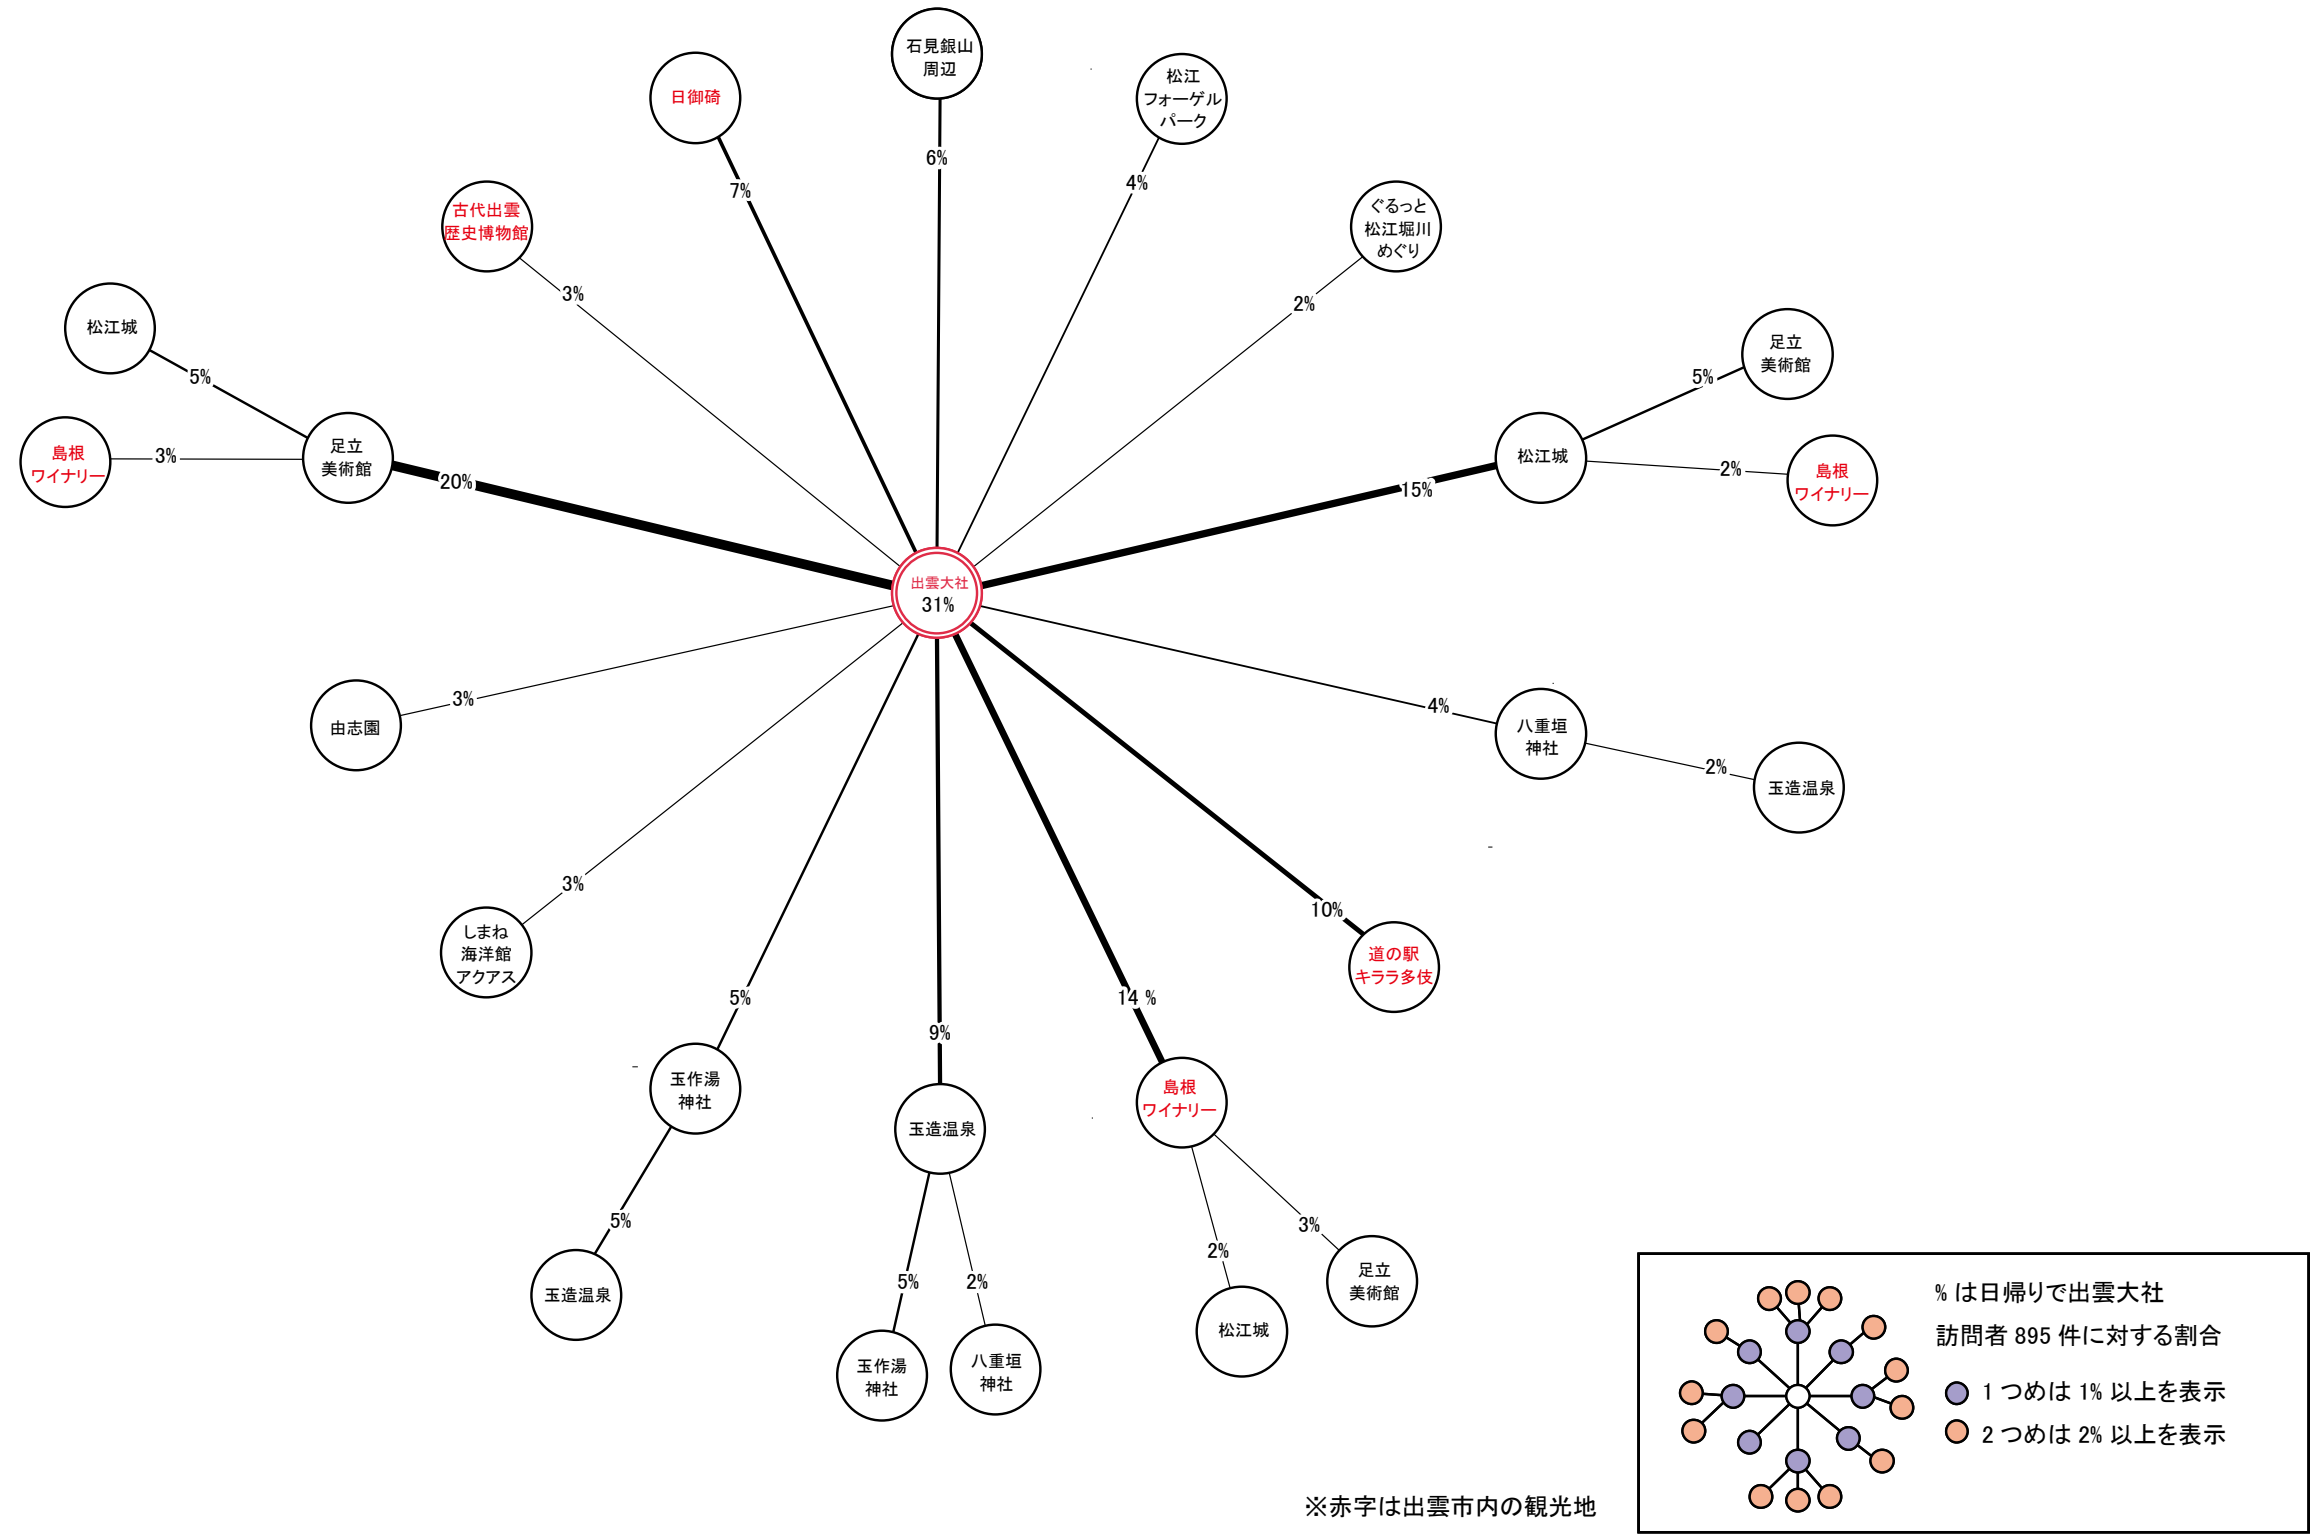 石見銀山
周辺
6%
日御碕
7%
松江
フォーゲル
パーク
4%
古代出雲
歴史博物館
3%
ぐるっと
松江堀川
めぐり
2%
松江城
5%
島根
ワイナリー
3%
足立
美術館
20%
松江城
15%
足立
美術館
5%
島根
ワイナリー
2%
出雲大社
31%
由志園
3%
八重垣
神社
4%
玉造温泉
2%
しまね
海洋館
アクアス
3%
道の駅
キララ多伎
10%
玉作湯
神社
5%
玉造温泉
5%
玉造温泉
9%
玉作湯
神社
5%
八重垣
神社
2%
島根
ワイナリー
14 %
松江城
2%
足立
美術館
3%
% は日帰りで出雲大社
訪問者 895 件に対する割合
1 つめは 1% 以上を表示
2 つめは 2% 以上を表示
※赤字は出雲市内の観光地